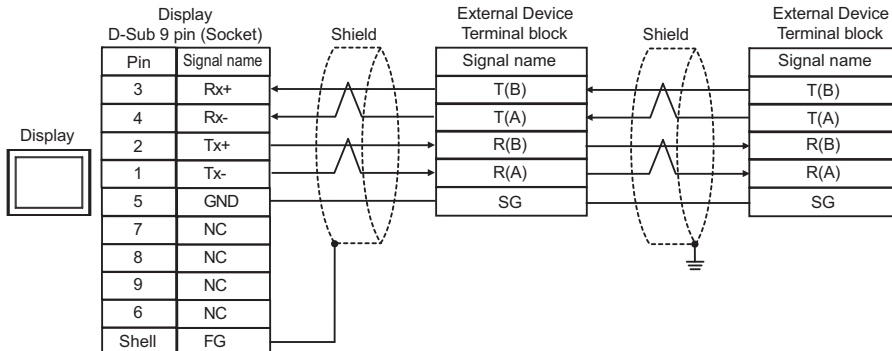 Display
D-Sub 9 pin (Socket)
Shield
External Device
Terminal block
Shield
External Device
Terminal block
Pin Signal name Signal name Signal name
3 Rx+ T(B) T(B)
4 Rx- T(A) T(A)
Display
2 Tx+ R(B) R(B)
1 Tx- R(A) R(A)
5 GND SG SG
7 NC
8 NC
9 NC
6 NC
Shell FG